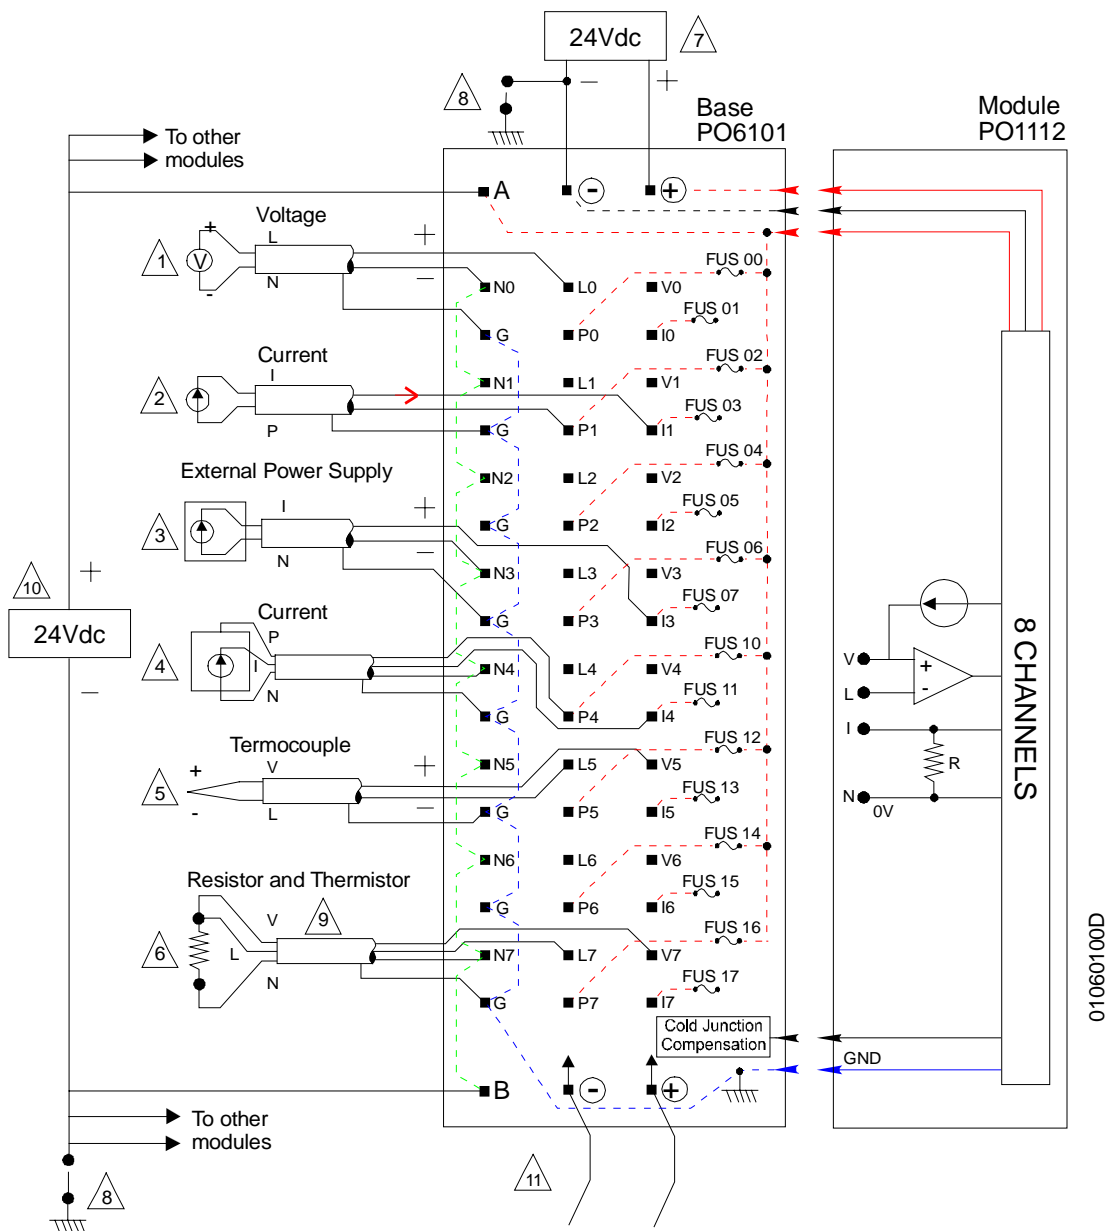 24Vdc
7
8
−
+
Base
PO6101
Module
PO1112
To other
modules
A
-
+
Voltage
L
N
+
-
V
1
+
−
N0
L0
V0
FUS 00
G
P0
I0
FUS 01
Current
I
P
2
N1
L1
V1
FUS 02
G
P1
I1
FUS 03
External Power Supply
I
N
3
+
−
N2
L2
V2
FUS 04
G
P2
I2
FUS 05
N3
L3
V3
FUS 06
G
P3
I3
FUS 07
10
+
24Vdc
−
Current
P
I
N
4
N4
L4
V4
FUS 10
G
P4
I4
FUS 11
Termocouple
+
-
V
L
5
+
−
N5
L5
V5
FUS 12
G
P5
I5
FUS 13
N6
L6
V6
FUS 14
G
P6
I6
FUS 15
Resistor and Thermistor
V
L
N
9
6
N7
L7
V7
FUS 16
G
P7
I7
FUS 17
V
L
I
N
+
-
R
0V
8 CHANNELS
Cold Junction
Compensation
GND
B
-
+
To other
modules
8
11
01060100D